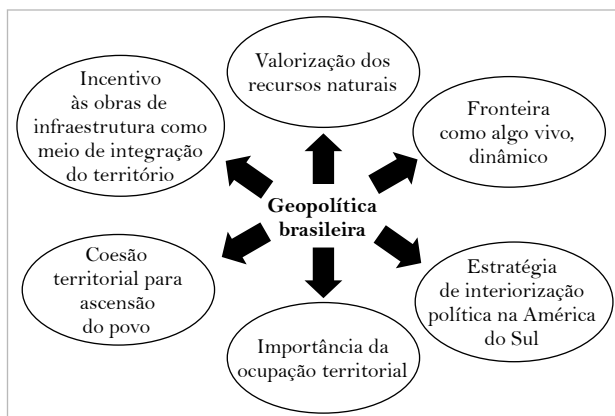 Valorização dos
recursos naturais
Incentivo
às obras de
infraestrutura como
meio de integração
do território
Fronteira
como algo vivo,
dinâmico
Geopolítica
brasileira
Coesão
territorial para
ascensão
do povo
Estratégia
de interiorização
política na América
do Sul
Importância da
ocupação territorial